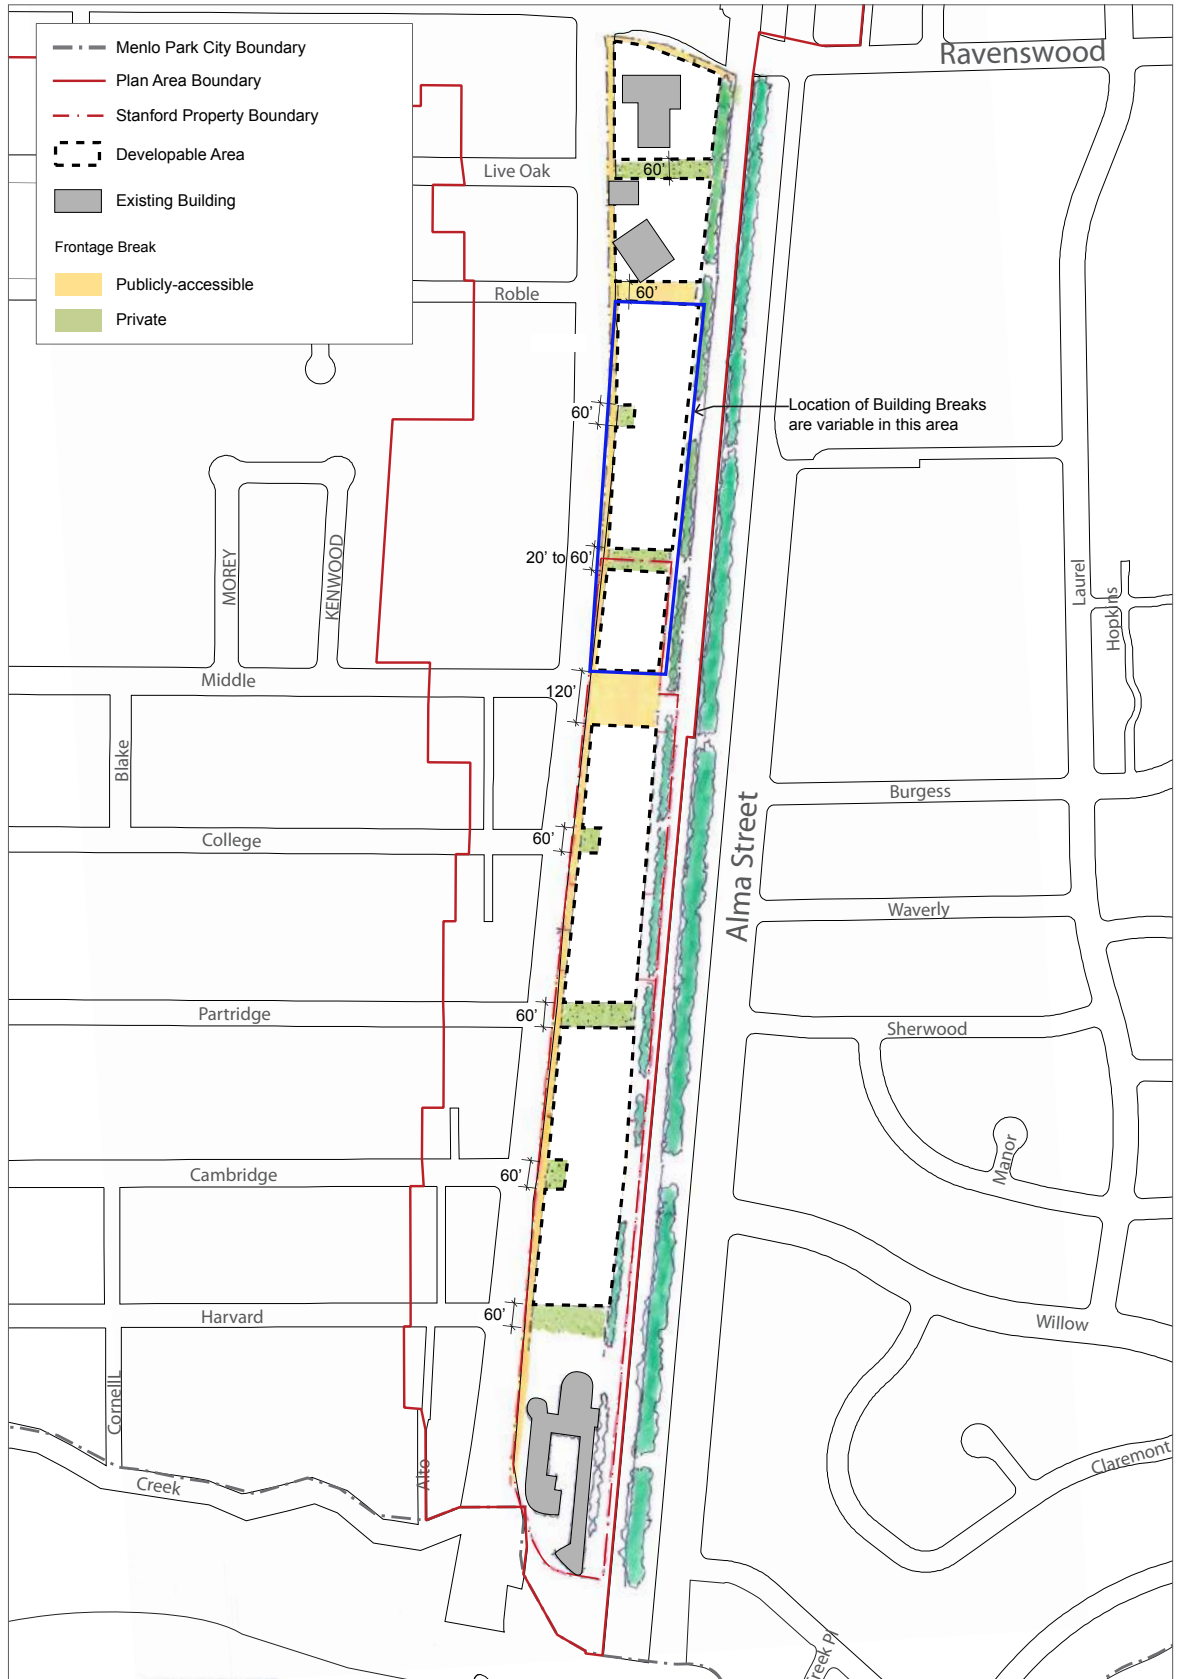 Menlo Park City Boundary
Plan Area Boundary
Stanford Property Boundary
Developable Area
Existing Building
Frontage Break
Publicly-accessible
Private
Ravenswood
Live Oak
60’
Roble
60’
60’
Location of Building Breaks
are variable in this area
20’ to 60’
MOREY
KENWOOD
Laurel
Hopkins
Middle
120’
Blake
Burgess
Alma Street
College
60’
Waverly
Partridge
60’
Sherwood
Manor
Cambridge
60’
Harvard
60’
Willow
CornellL
Alto
Creek
Claremont
reek Pl